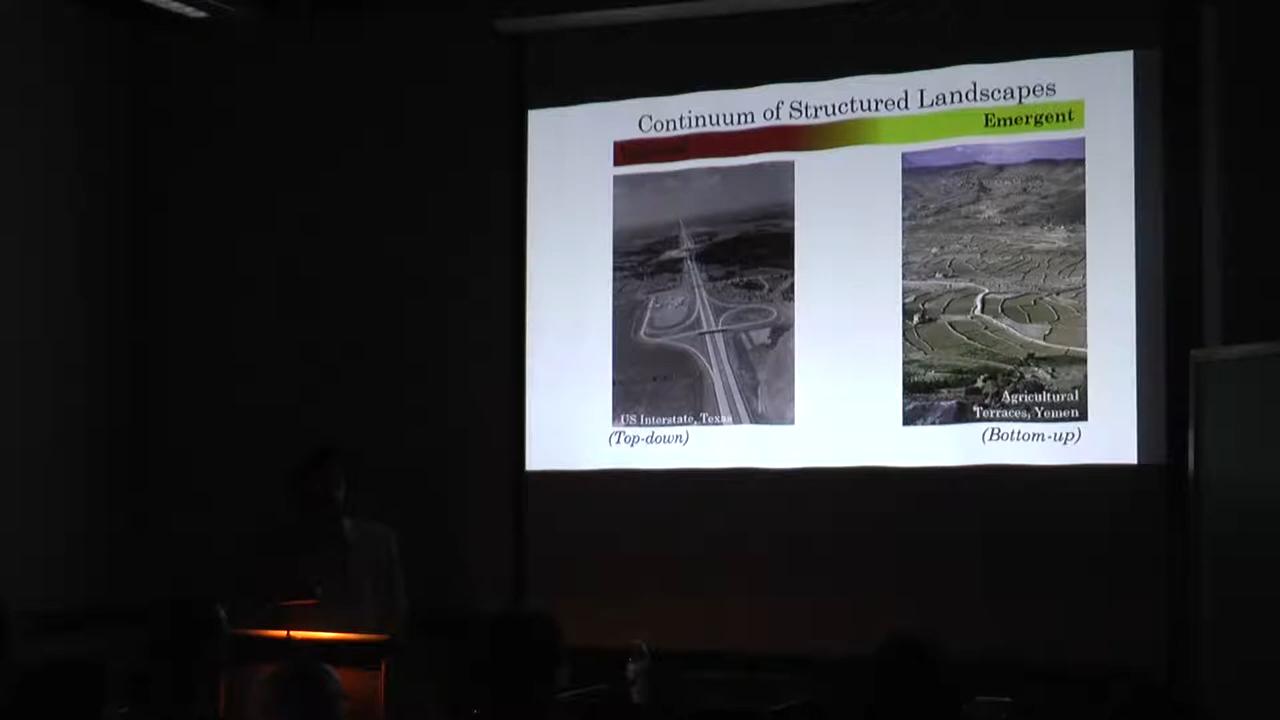 Continuum of Structured Landscapes
Emergent
US Interstate, Texas
(Top-down)
Agricultural
Terraces, Yemen
(Bottom-up)